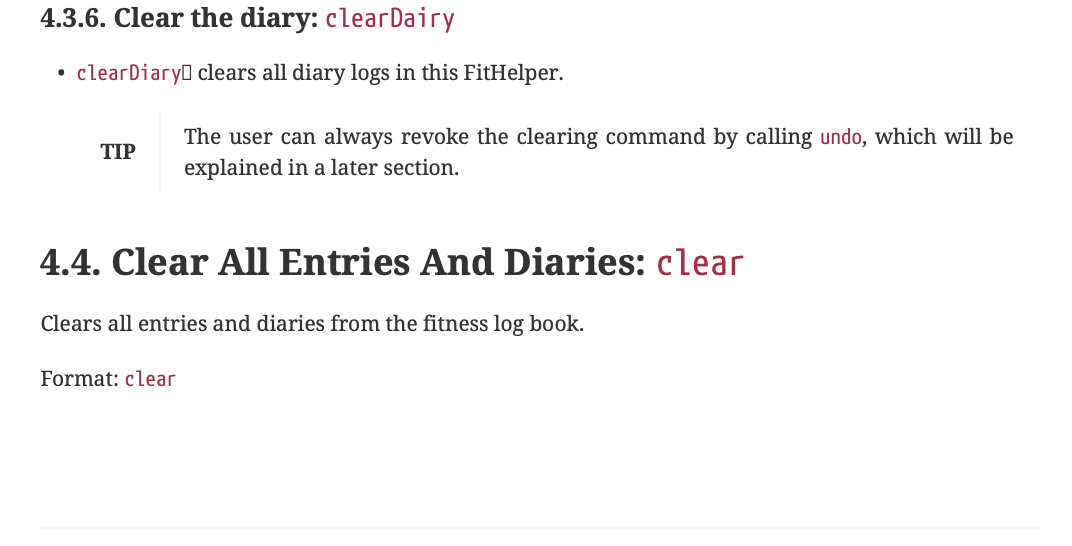 4.3.6. Clear the diary: clearDairy
• clearDiary▯ clears all diary logs in this FitHelper.
TIP
The user can always revoke the clearing command by calling undo, which will be
explained in a later section.
4.4. Clear All Entries And Diaries: clear
Clears all entries and diaries from the fitness log book.
Format: clear